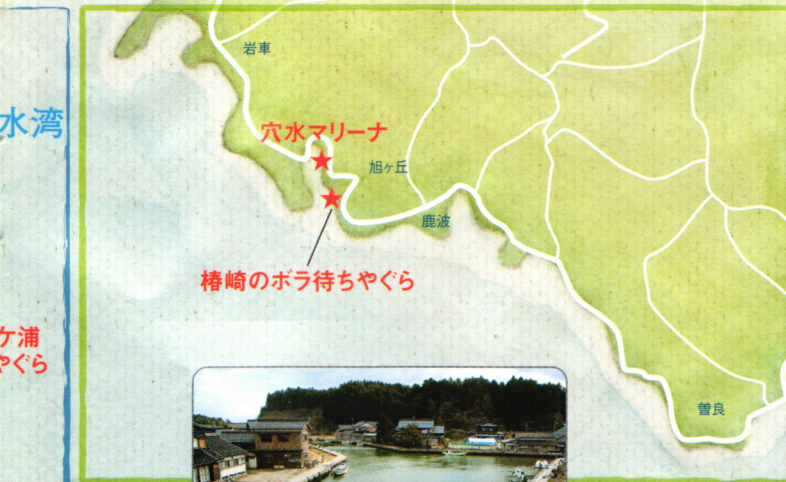 岩車
水湾
穴水マリーナ
旭ヶ丘
鹿波
椿崎のボラ待ちやぐら
ケ浦
やぐら
曽良